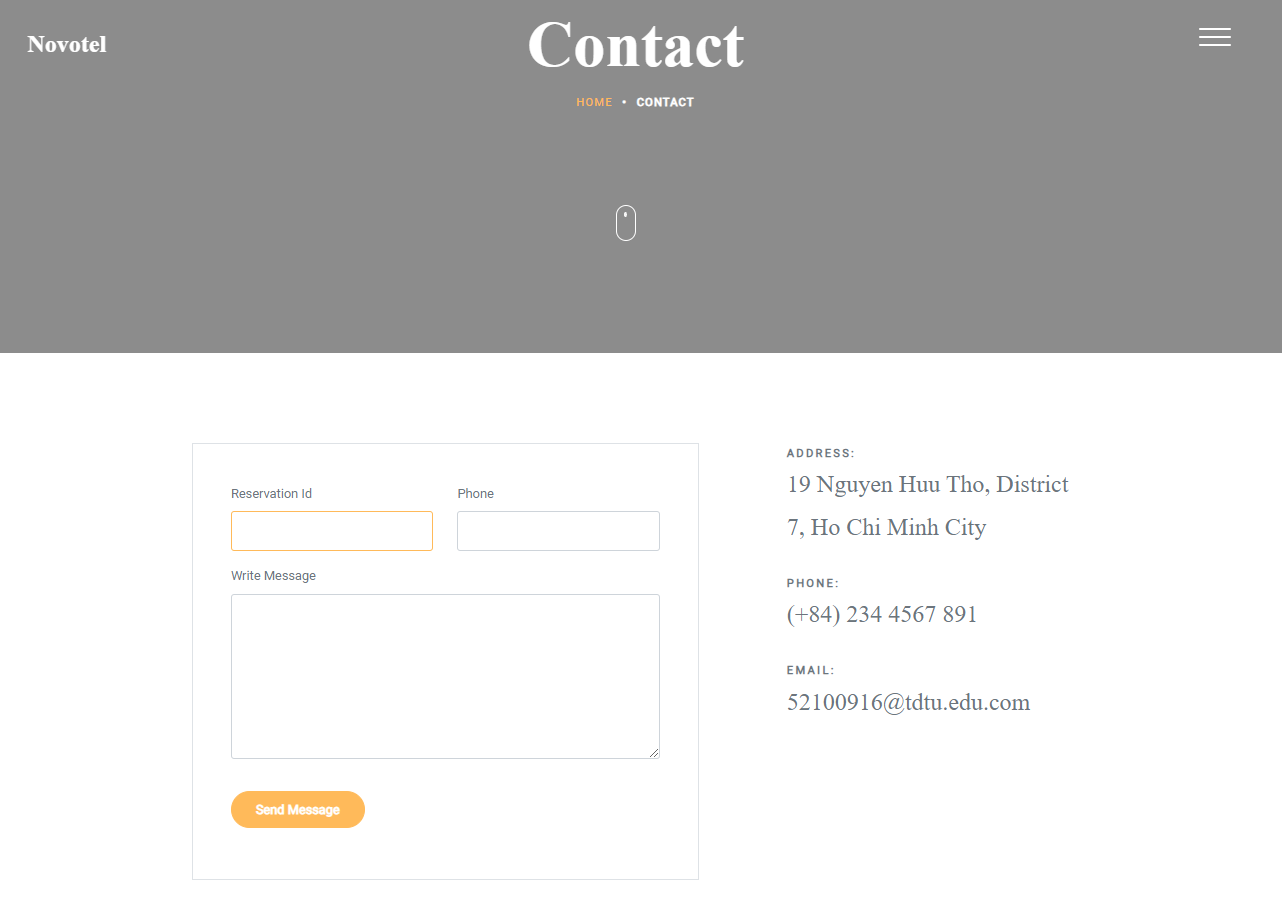 Novotel
Contact
HOME • CONTACT
Reservation Id
Phone
Write Message
Send Message
ADDRESS:
19 Nguyen Huu Tho, District
7, Ho Chi Minh City
PHONE:
(+84) 234 4567 891
EMAIL:
52100916@tdtu.edu.com